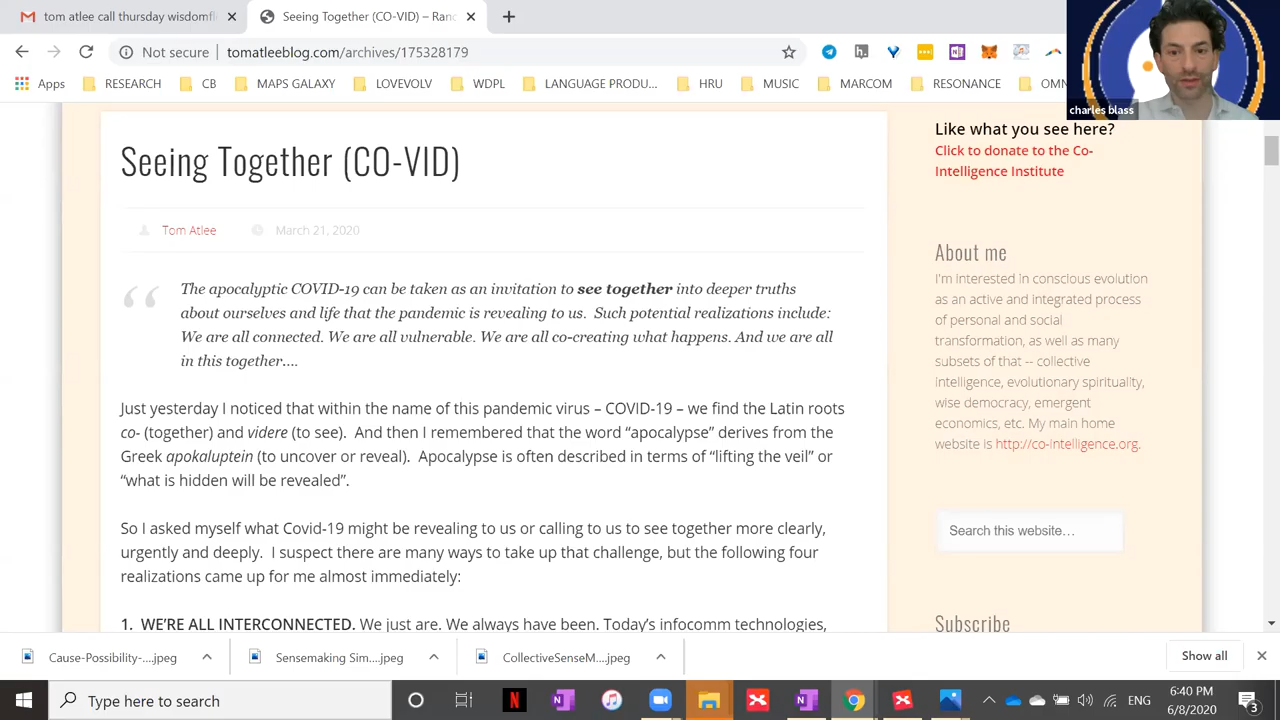 tom atlee call thursday wisdomfl
Seeing Together (CO-VID) – Ranc
Not secure
tomatleeblog.com/archives/175328179
Apps
RESEARCH
CB
MAPS GALAXY
LOVEVOLV
WDPL
LANGUAGE PRODU...
HRU
MUSIC
MARCOM
RESONANCE
OMN
charles blass
Seeing Together (CO-VID)
Tom Atlee
March 21, 2020
The apocalyptic COVID-19 can be taken as an invitation to see together into deeper truths
about ourselves and life that the pandemic is revealing to us. Such potential realizations include:
We are all connected. We are all vulnerable. We are all co-creating what happens. And we are all
in this together….
Just yesterday I noticed that within the name of this pandemic virus – COVID-19 – we find the Latin roots
co- (together) and videre (to see). And then I remembered that the word “apocalypse” derives from the
Greek apokaluptein (to uncover or reveal). Apocalypse is often described in terms of “lifting the veil” or
“what is hidden will be revealed”.
So I asked myself what Covid-19 might be revealing to us or calling to us to see together more clearly,
urgently and deeply. I suspect there are many ways to take up that challenge, but the following four
realizations came up for me almost immediately:
1. WE’RE ALL INTERCONNECTED. We just are. We always have been. Today’s infocomm technologies,
Like what you see here?
Click to donate to the Co-
Intelligence Institute
About me
I'm interested in conscious evolution
as an active and integrated process
of personal and social
transformation, as well as many
subsets of that -- collective
intelligence, evolutionary spirituality,
wise democracy, emergent
economics, etc. My main home
website is http://co-intelligence.org.
Search this website…
Subscribe
Cause-Possibility-....jpeg
Sensemaking Sim....jpeg
CollectiveSenseM....jpeg
Show all
Type here to search
ENG
6:40 PM
6/8/2020
3